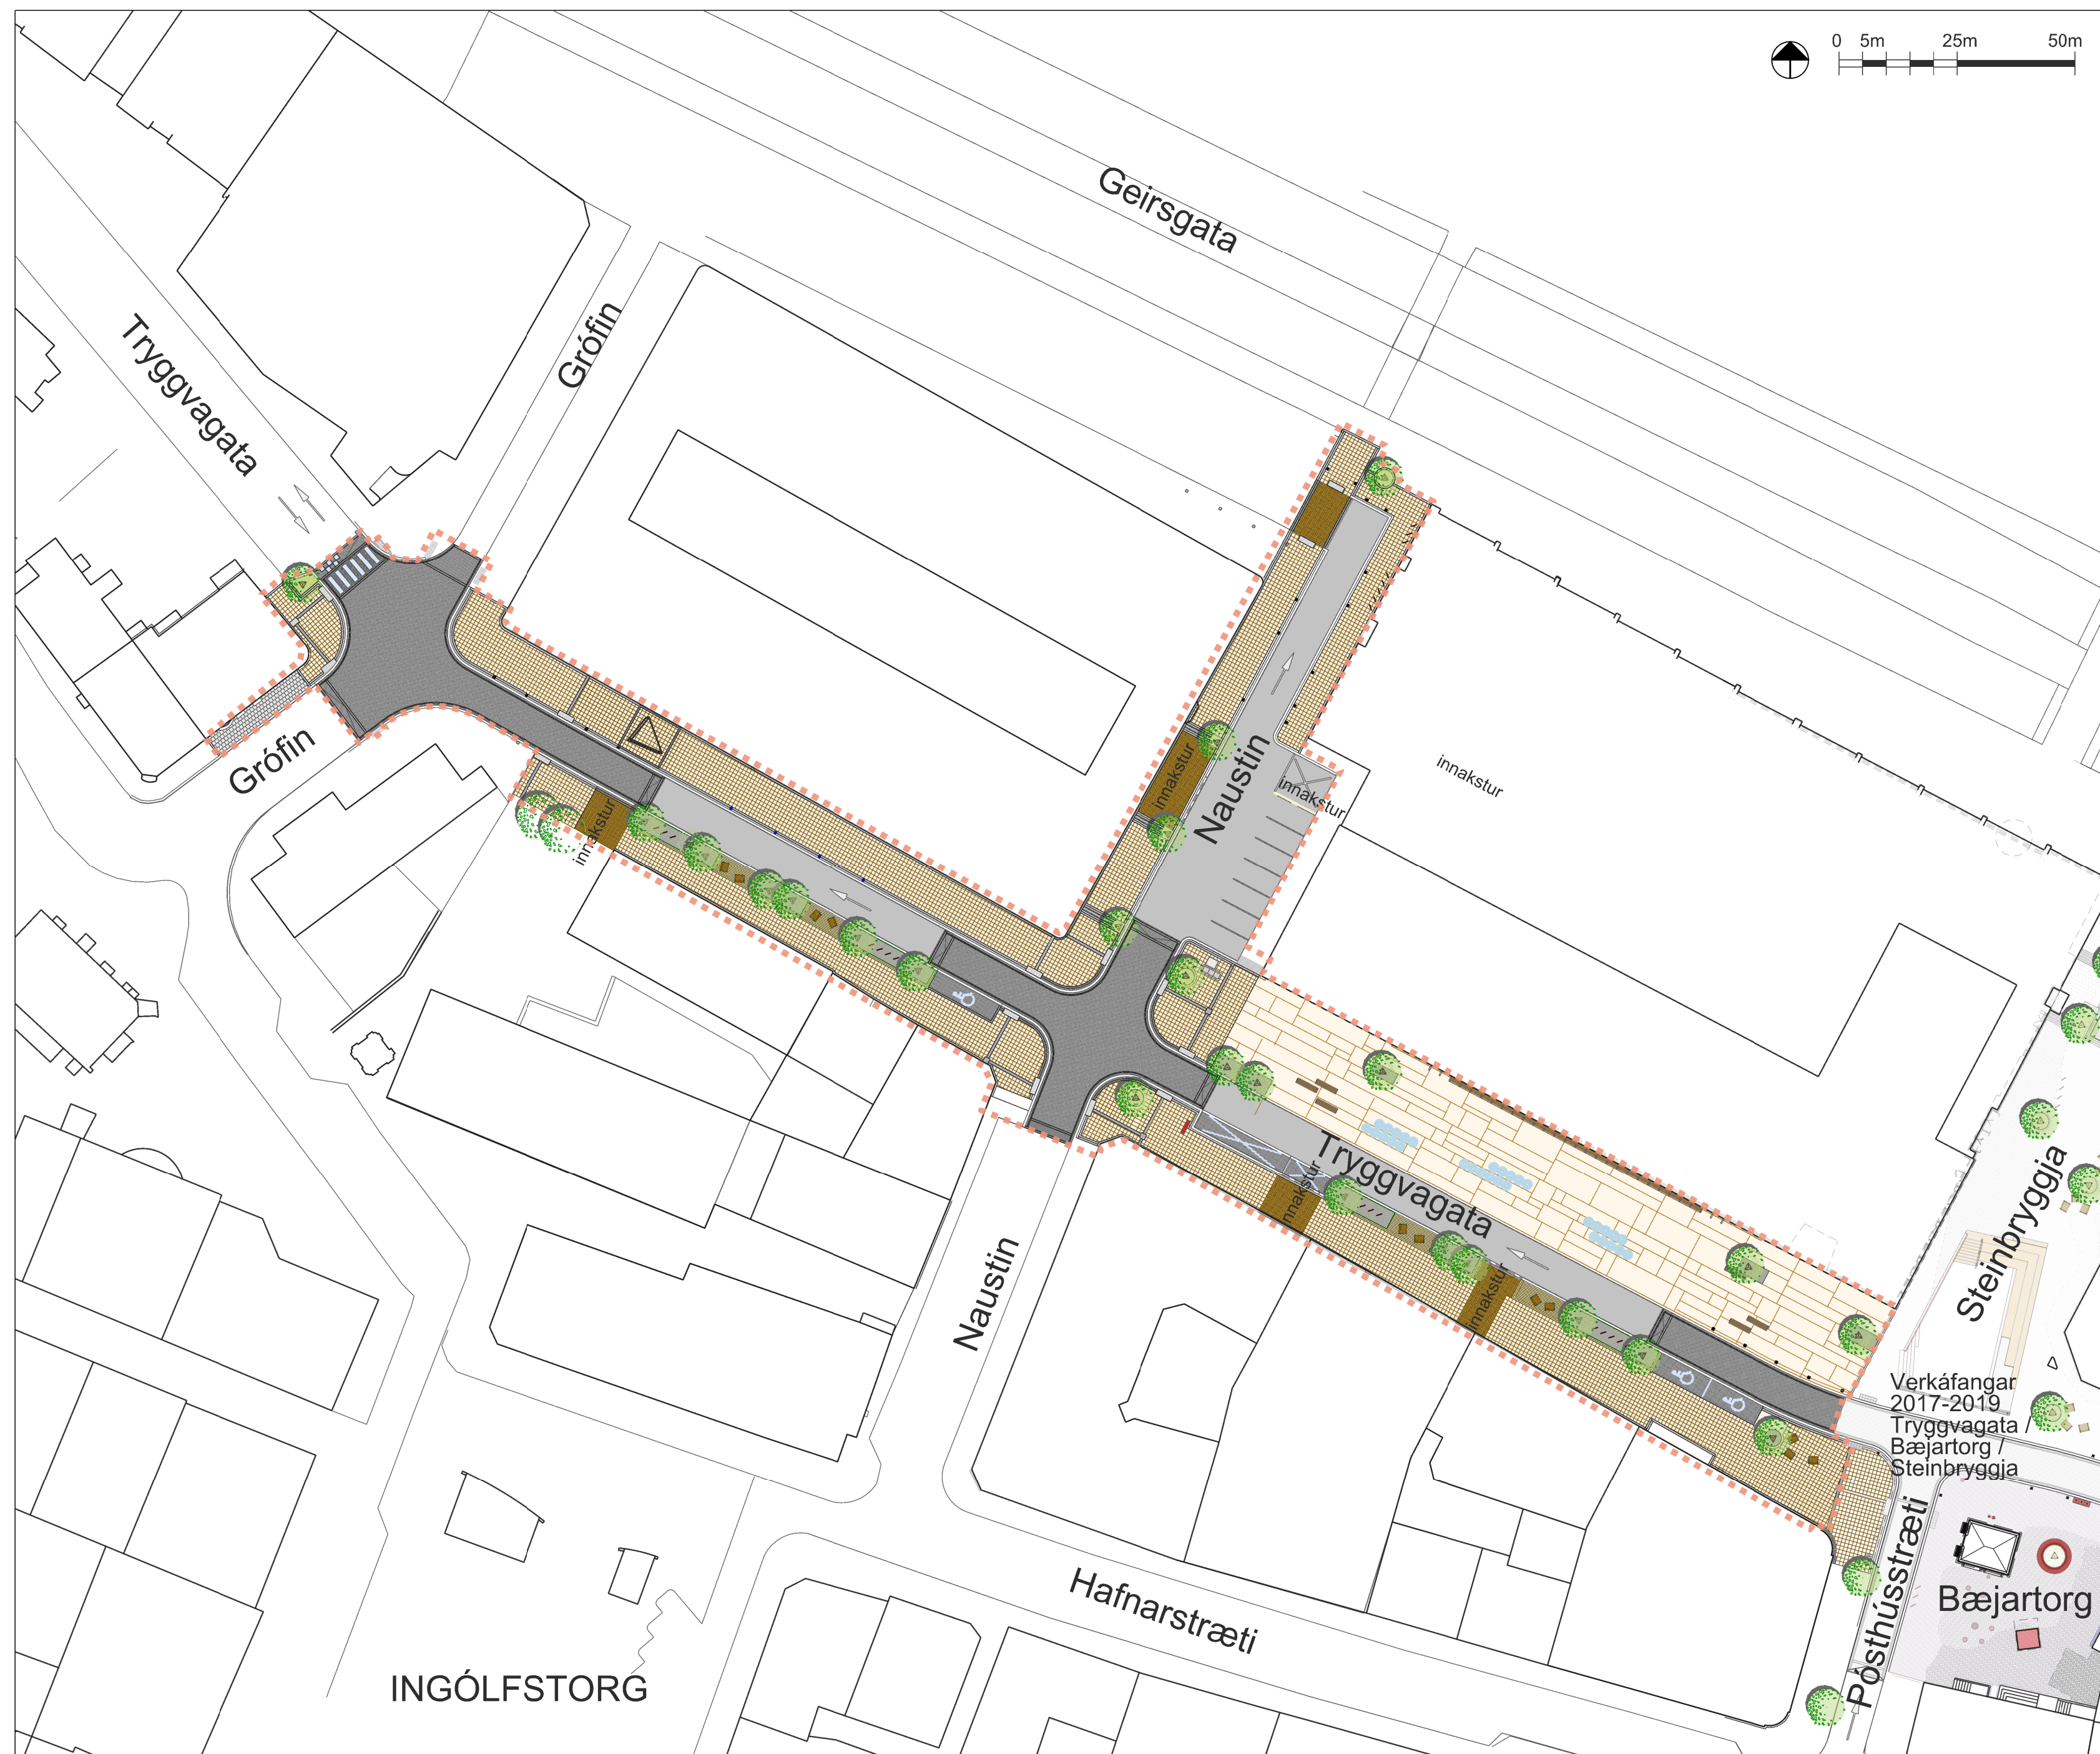 0 5m 25m 50m
Geirsgata
Tryggvagata
Grófin
Grófin
innakstur
innakstur
Naustin
innakstur
innakstur
Tryggvagata
innakstur
innakstur
Naustin
Steinbryggja
Verkáfangar
2017-2019
Tryggvagata /
Bæjartorg /
Steinbryggja
Pósthússtræti
Bæjartorg
Hafnarstræti
INGÓLFSTORG